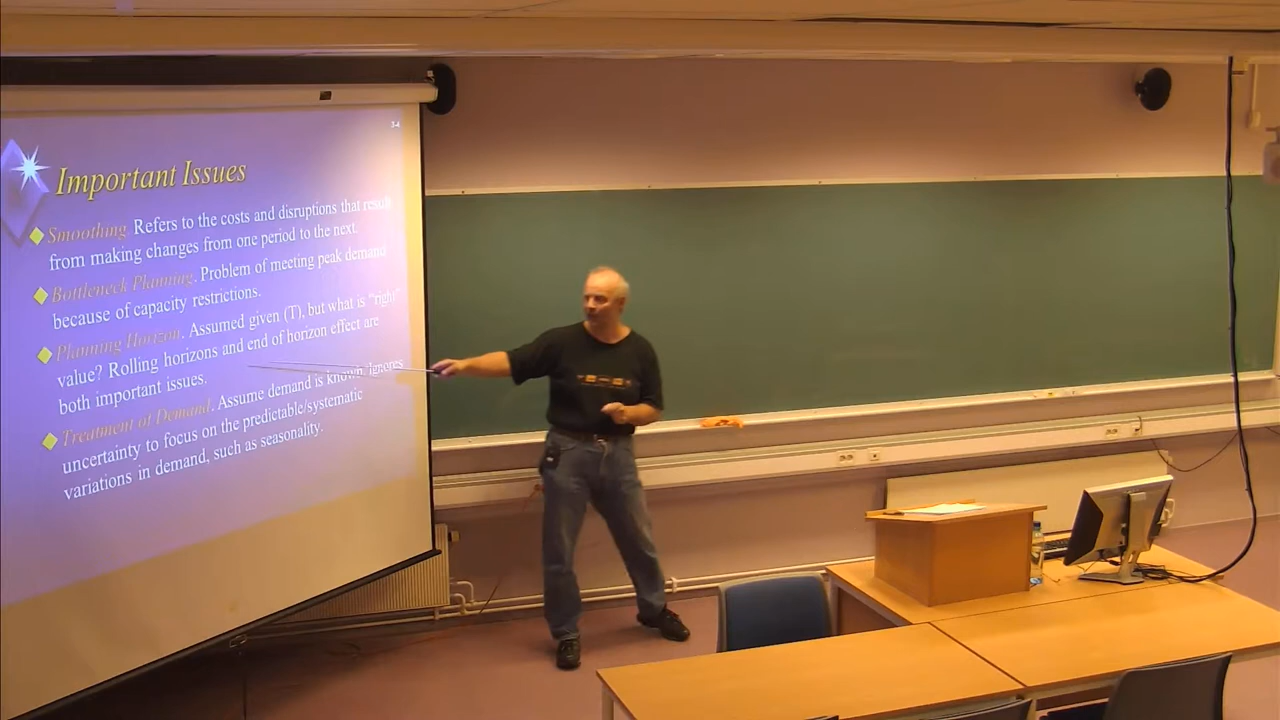 3-4
Important Issues
Smoothing. Refers to the costs and disruptions that result
from making changes from one period to the next.
Bottleneck Planning. Problem of meeting peak demand
because of capacity restrictions.
Planning Horizon. Assumed given (T), but what is “right”
value? Rolling horizons and end of horizon effect are
both important issues.
Treatment of Demand. Assume demand is known. Ignores
uncertainty to focus on the predictable/systematic
variations in demand, such as seasonality.